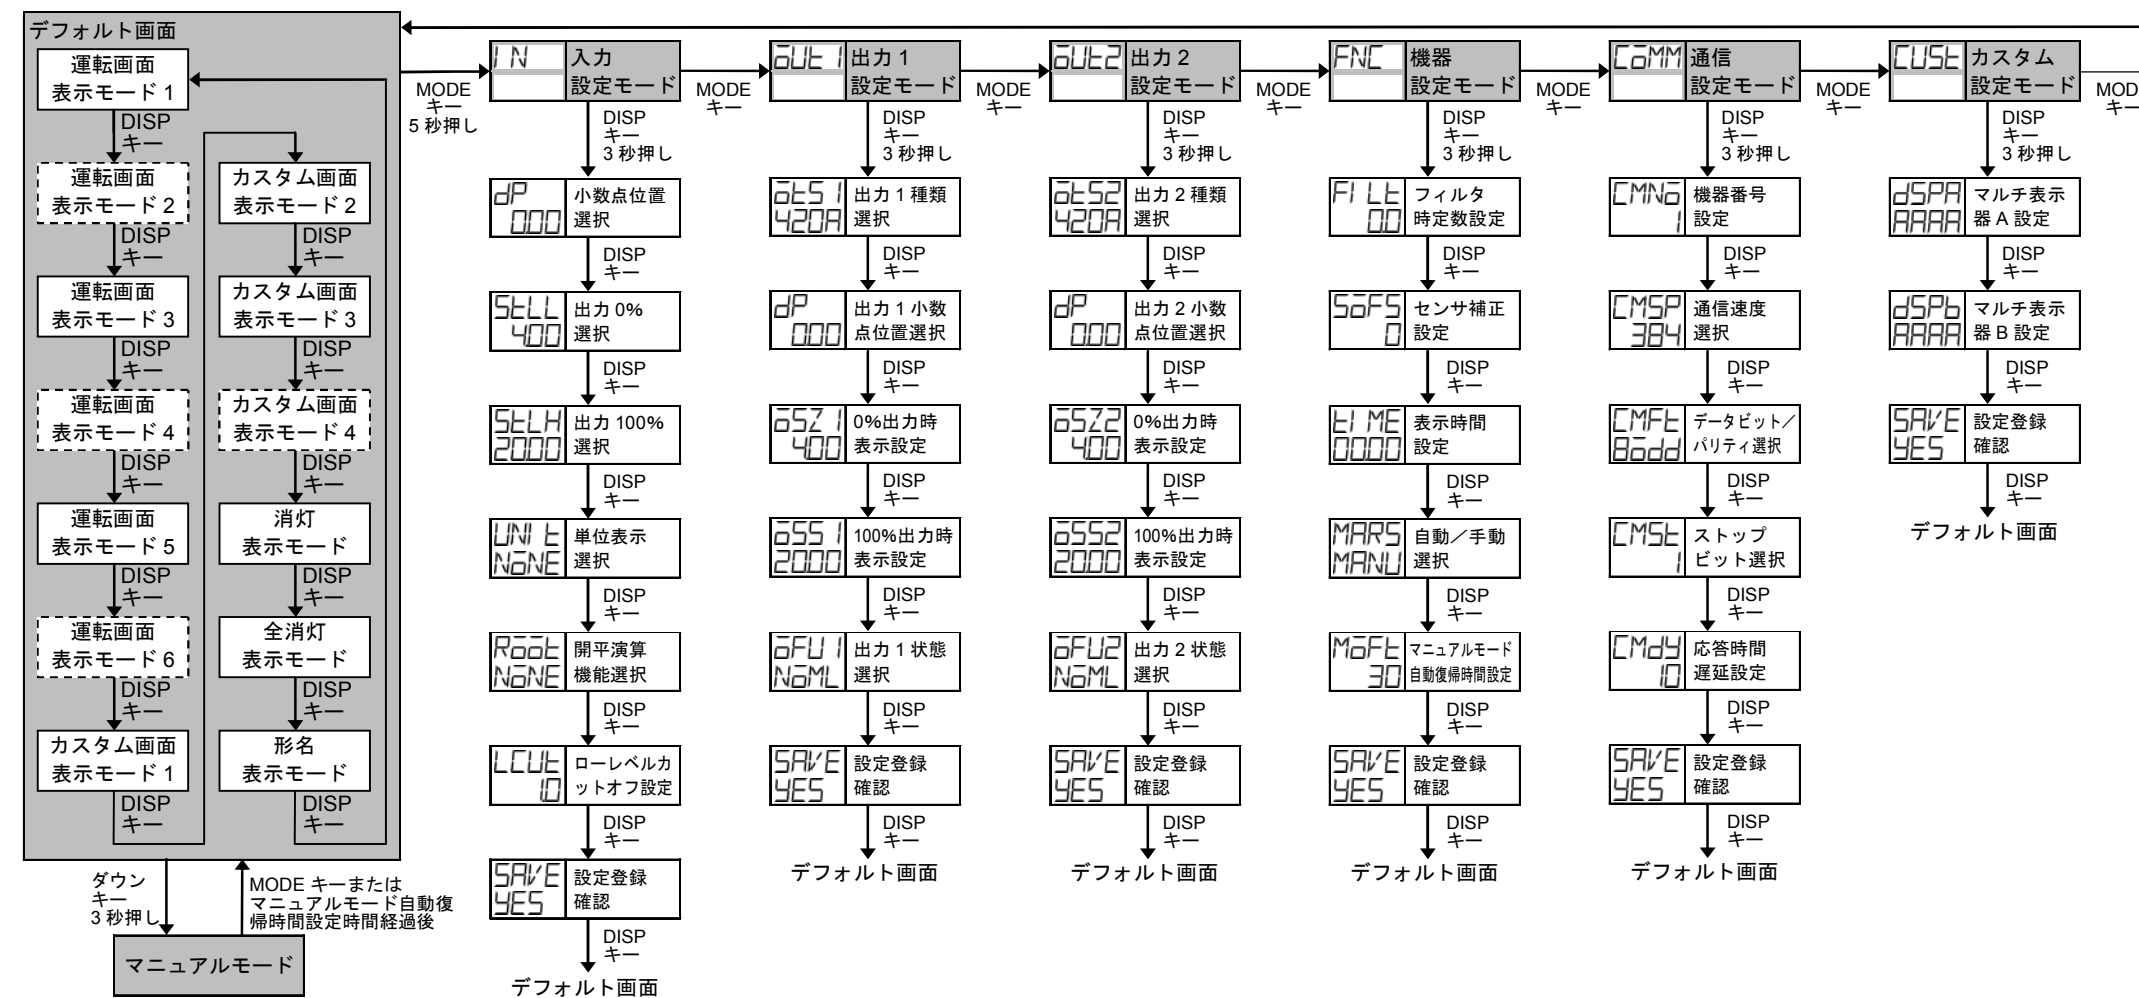 デフォルト画面
運転画面
表示モード 1
DISP
キー
運転画面
表示モード 2
DISP
キー
運転画面
表示モード 3
DISP
キー
運転画面
表示モード 4
DISP
キー
運転画面
表示モード 5
DISP
キー
運転画面
表示モード 6
DISP
キー
カスタム画面
表示モード 1
DISP
キー
カスタム画面
表示モード 2
DISP
キー
カスタム画面
表示モード 3
DISP
キー
カスタム画面
表示モード 4
DISP
キー
消灯
表示モード
DISP
キー
全消灯
表示モード
DISP
キー
形名
表示モード
DISP
キー
ダウン
キー
3 秒押し
MODE キーまたは
マニュアルモード自動復
帰時間設定時間経過後
マニュアルモード
MODE
キー
5 秒押し
IN 入力
設定モード
DISP
キー
3 秒押し
dP 小数点位置
0.00 選択
DISP
キー
StLL 出力 0%
4.00 選択
DISP
キー
StLH 出力 100%
20.00 選択
DISP
キー
UNIt 単位表示
NoNE 選択
DISP
キー
Root 開平演算
NoNE 機能選択
DISP
キー
LCUt ローレベルカ
1.0 ットオフ設定
DISP
キー
SAVE 設定登録
YES 確認
DISP
キー
デフォルト画面
MODE
キー
oUt1 出力 1
設定モード
DISP
キー
3 秒押し
otS1 出力 1 種類
420A 選択
DISP
キー
dP 出力 1 小数
0.00 点位置選択
DISP
キー
oSZ1 0%出力時
4.00 表示設定
DISP
キー
oSS1 100%出力時
20.00 表示設定
DISP
キー
oFU1 出力 1 状態
NoML 選択
DISP
キー
SAVE 設定登録
YES 確認
DISP
キー
デフォルト画面
MODE
キー
oUt2 出力 2
設定モード
DISP
キー
3 秒押し
otS2 出力 2 種類
420A 選択
DISP
キー
dP 出力 2 小数
0.00 点位置選択
DISP
キー
oSZ2 0%出力時
4.00 表示設定
DISP
キー
oSS2 100%出力時
20.00 表示設定
DISP
キー
oFU2 出力 2 状態
NoML 選択
DISP
キー
SAVE 設定登録
YES 確認
DISP
キー
デフォルト画面
MODE
キー
FNC 機器
設定モード
DISP
キー
3 秒押し
FILt フィルタ
0.0 時定数設定
DISP
キー
SoFS センサ補正
0 設定
DISP
キー
tIME 表示時間
00.00 設定
DISP
キー
MARS 自動／手動
MANU 選択
DISP
キー
MoFt マニュアルモード
30 自動復帰時間設定
DISP
キー
SAVE 設定登録
YES 確認
DISP
キー
デフォルト画面
MODE
キー
CoMM 通信
設定モード
DISP
キー
3 秒押し
CMNo 機器番号
1 設定
DISP
キー
CMSP 通信速度
384 選択
DISP
キー
CMFt データビット／
8odd パリティ選択
DISP
キー
CMSt ストップ
1 ビット選択
DISP
キー
CMdY 応答時間
10 遅延設定
DISP
キー
SAVE 設定登録
YES 確認
DISP
キー
デフォルト画面
MODE
キー
CUSt カスタム
設定モード
DISP
キー
3 秒押し
dSPA マルチ表示
AAAA 器 A 設定
DISP
キー
dSPb マルチ表示
AAAA 器 B 設定
DISP
キー
SAVE 設定登録
YES 確認
DISP
キー
デフォルト画面
MOD
キー